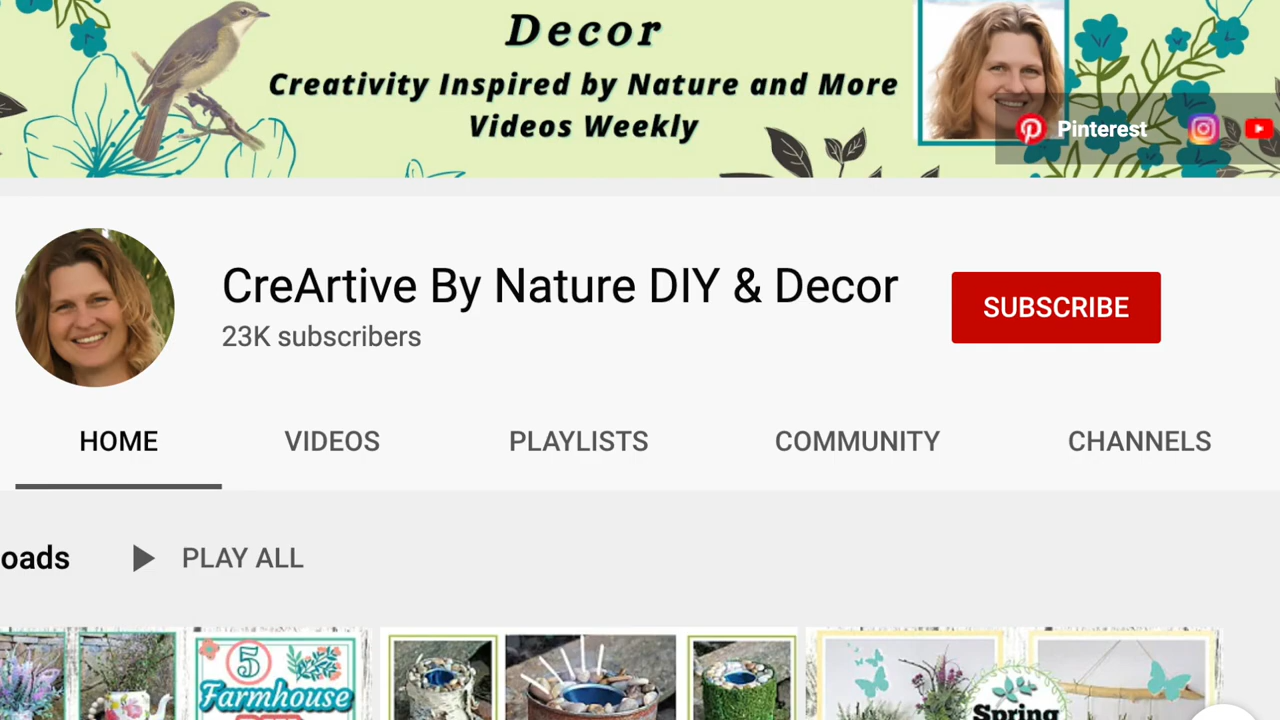 Decor
Creativity Inspired by Nature and More
Videos Weekly
Pinterest
CreArtive By Nature DIY & Decor
23K subscribers
SUBSCRIBE
HOME
VIDEOS
PLAYLISTS
COMMUNITY
CHANNELS
oads
PLAY ALL
5
Farmhouse
Spring